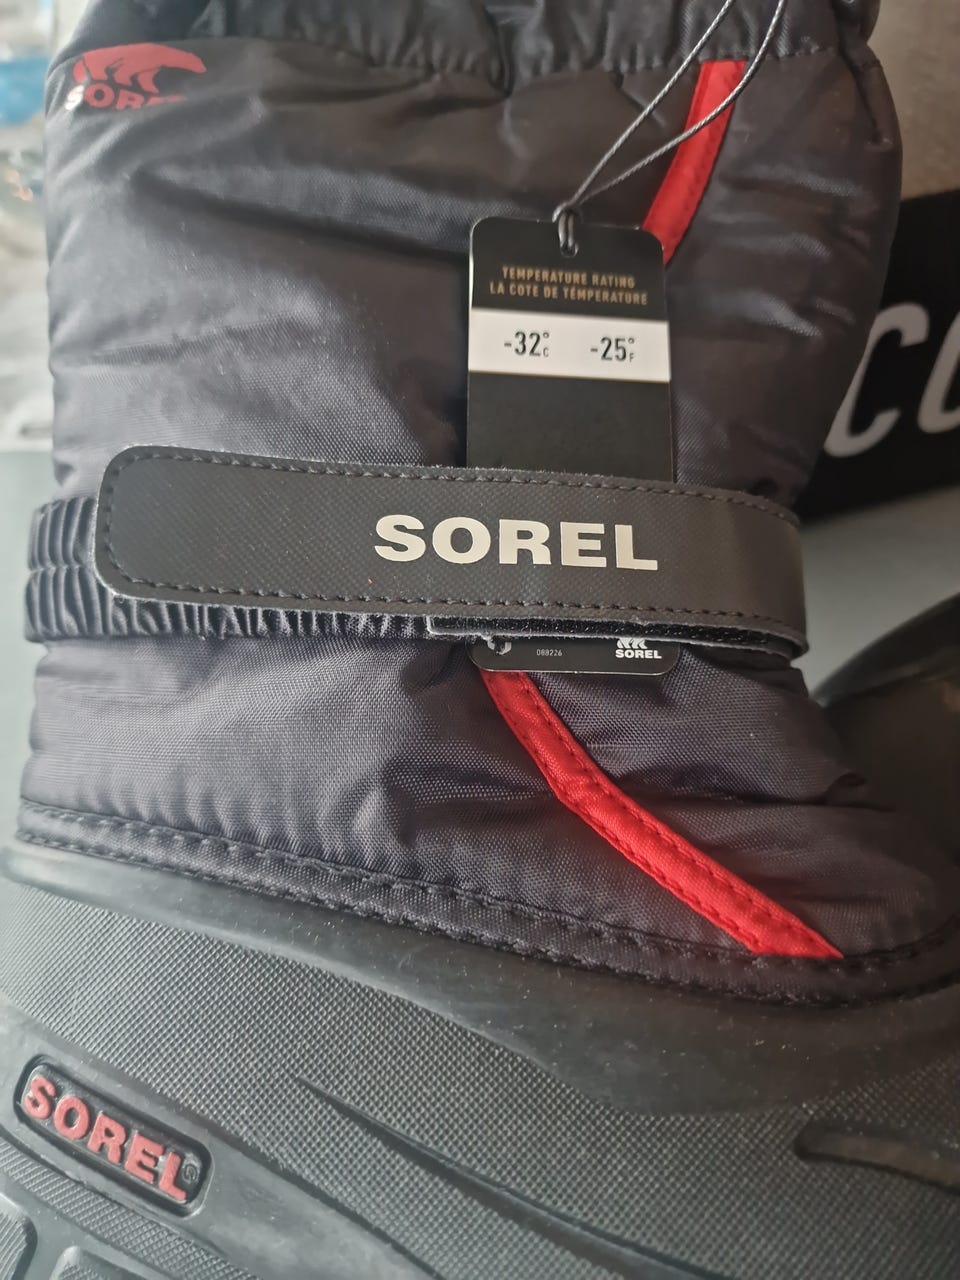 SOREL
TEMPERATURE RATING
LA COTE DE TEMPÉRATURE
-32°C -25°F
SOREL
088226
SOREL
SOREL